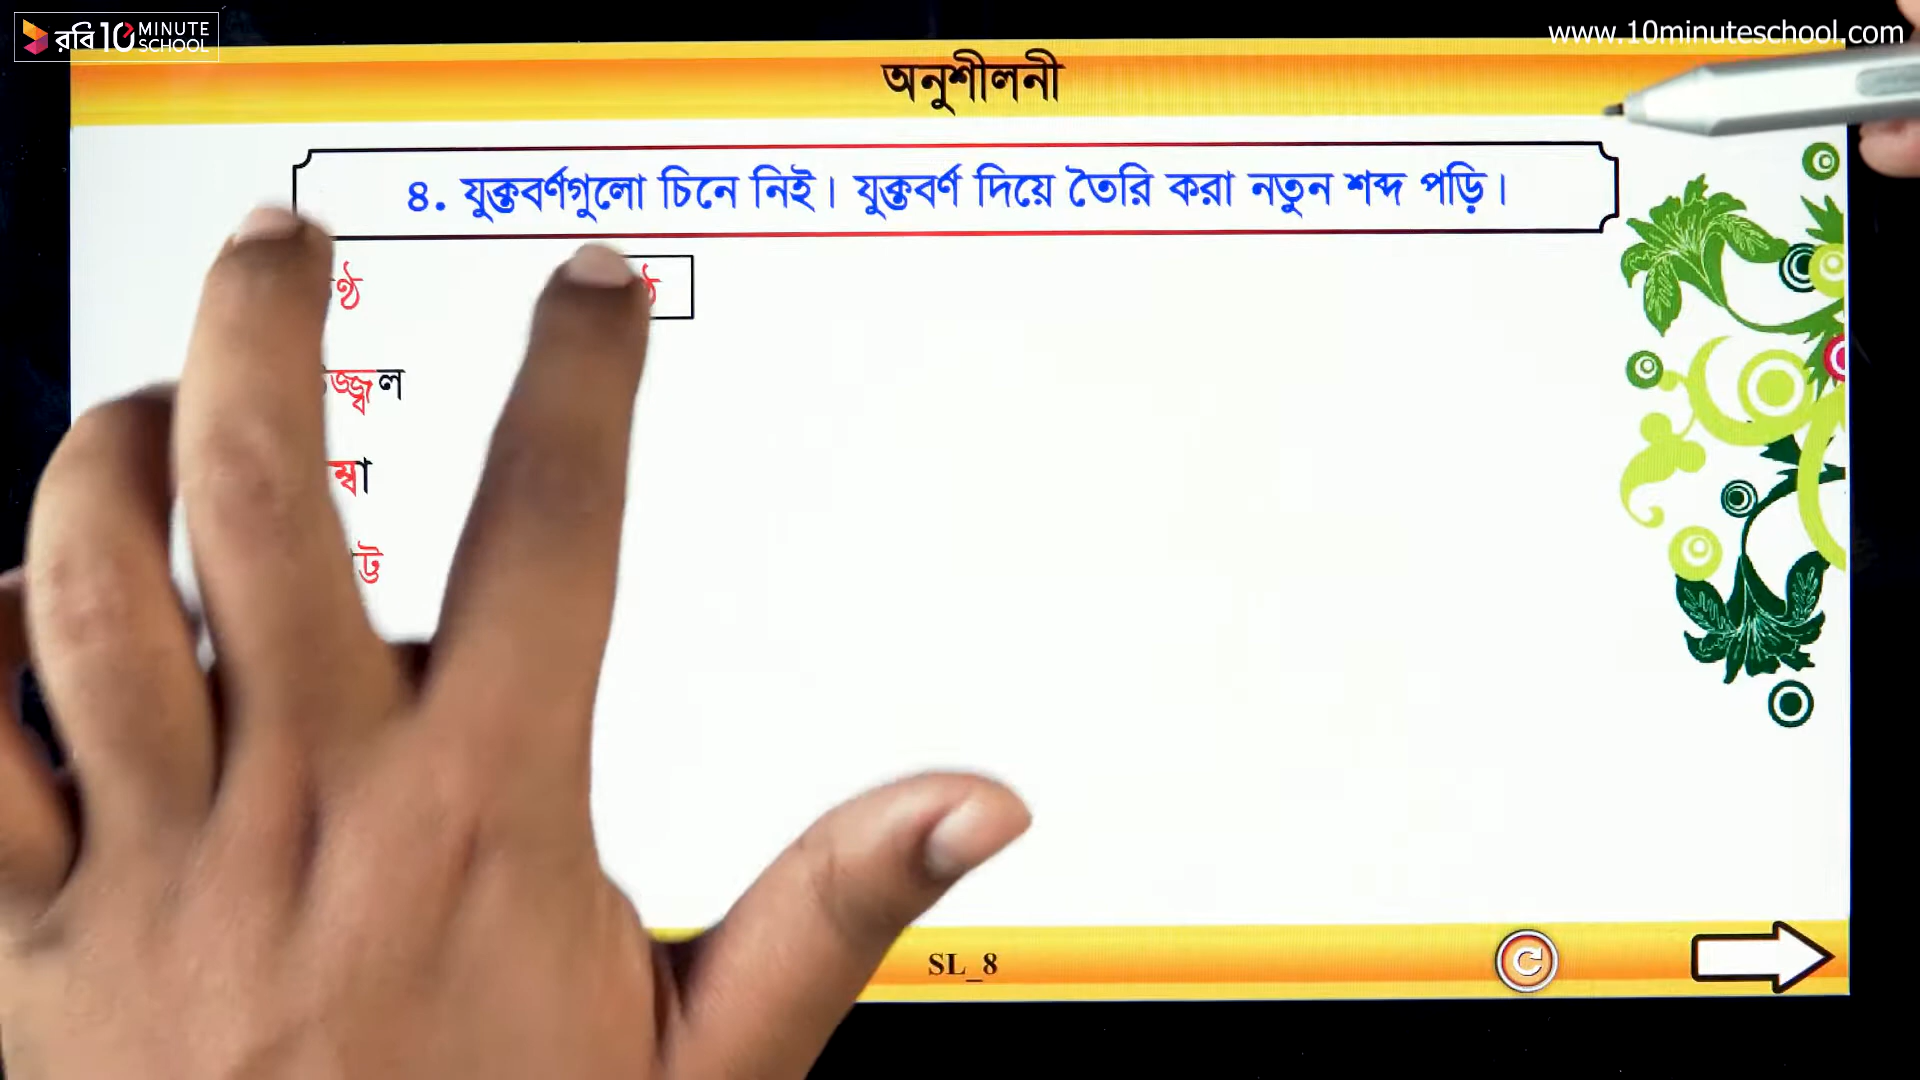 রবি 10 MINUTE SCHOOL
www.10minuteschool.com
অনুশীলনী
৪. যুক্তবর্ণগুলো চিনে নিই। যুক্তবর্ণ দিয়ে তৈরি করা নতুন শব্দ পড়ি।
SL_8